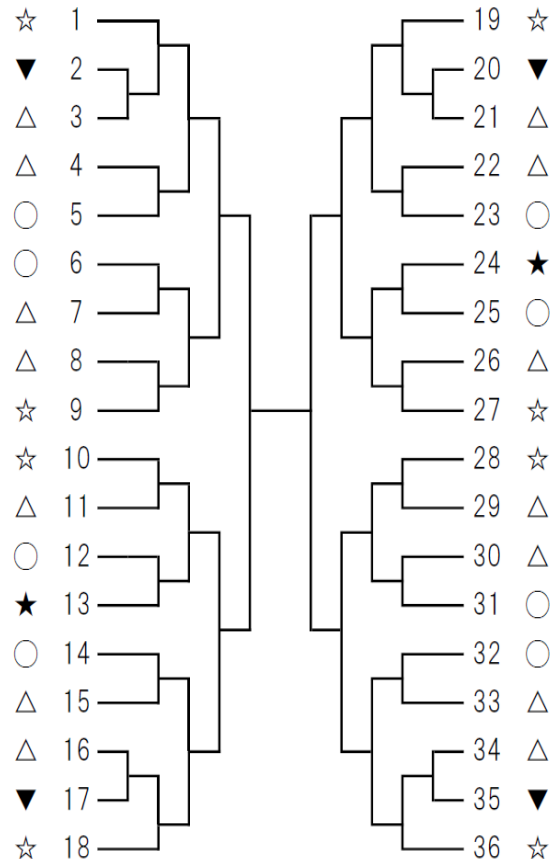 ☆ 1 19 ☆
▼ 2 20 ▼
△ 3 21 △
△ 4 22 △
○ 5 23 ○
○ 6 24 ★
△ 7 25 ○
△ 8 26 △
☆ 9 27 ☆
☆ 10 28 ☆
△ 11 29 △
○ 12 30 △
★ 13 31 ○
○ 14 32 ○
△ 15 33 △
△ 16 34 △
▼ 17 35 ▼
☆ 18 36 ☆